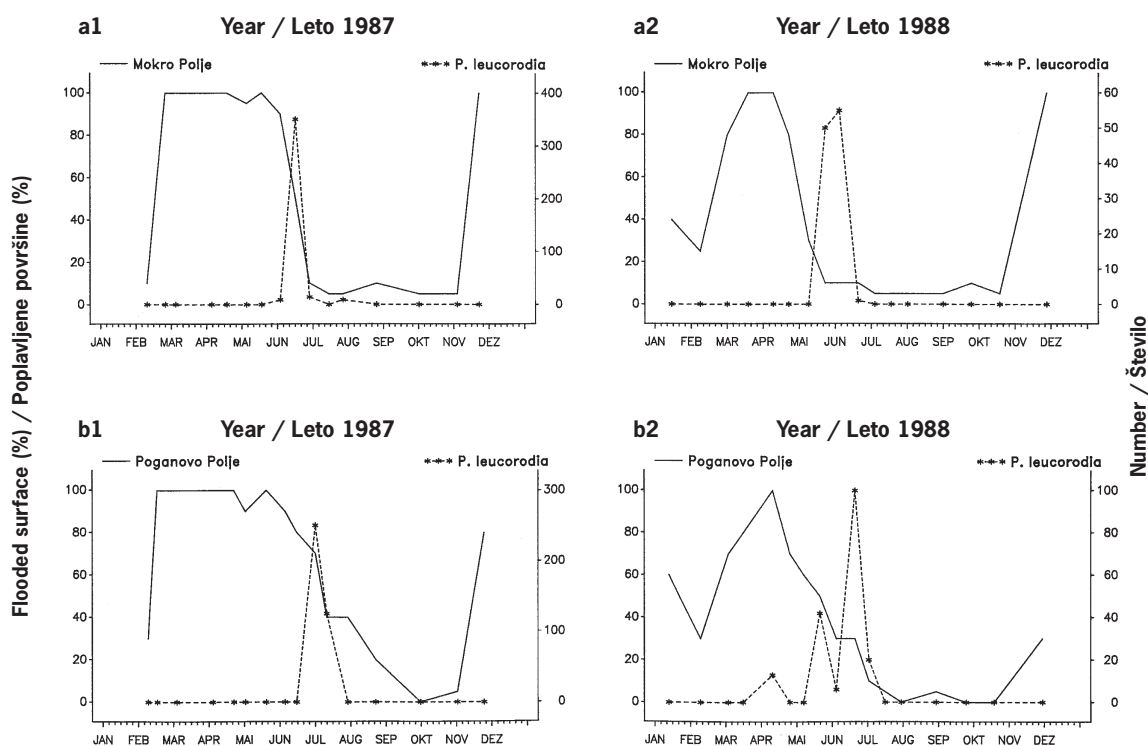 a1 Year / Leto 1987
Mokro Polje P. leucorodia
100 400
80 300
60 200
40 100
20 0
0
JAN FEB MAR APR MAI JUN JUL AUG SEP OKT NOV DEZ
a2 Year / Leto 1988
Mokro Polje P. leucorodia
100 60
80 50
60 40
40 30
20 20
0 10
0
JAN FEB MAR APR MAI JUN JUL AUG SEP OKT NOV DEZ
b1 Year / Leto 1987
Poganovo Polje P. leucorodia
100 300
80 200
60 100
40 0
20
0
JAN FEB MAR APR MAI JUN JUL AUG SEP OKT NOV DEZ
b2 Year / Leto 1988
Poganovo Polje P. leucorodia
100 100
80 80
60 60
40 40
20 20
0 0
JAN FEB MAR APR MAI JUN JUL AUG SEP OKT NOV DEZ
Flooded surface (%) / Poplavljene površine (%)
Number / Število